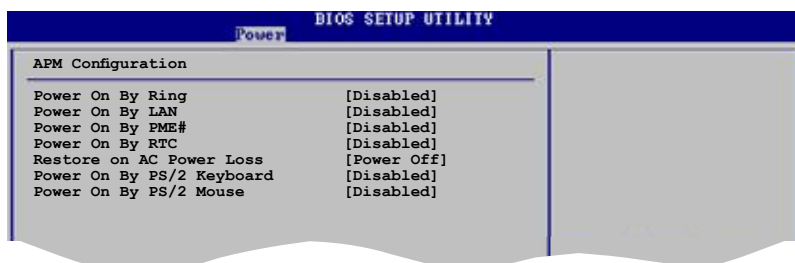 BIOS SETUP UTILITY
Power
APM Configuration
Power On By Ring [Disabled]
Power On By LAN [Disabled]
Power On By PME# [Disabled]
Power On By RTC [Disabled]
Restore on AC Power Loss [Power Off]
Power On By PS/2 Keyboard [Disabled]
Power On By PS/2 Mouse [Disabled]